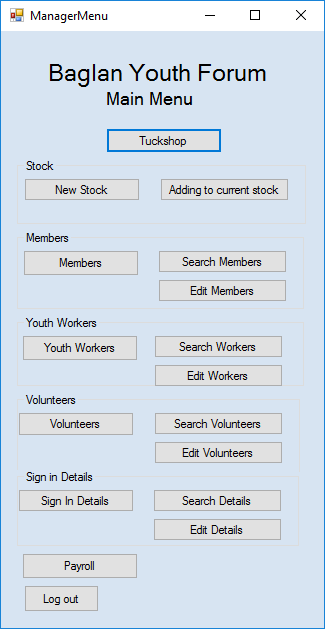 ManagerMenu
Baglan Youth Forum
Main Menu
Tuckshop
Stock
New Stock
Adding to current stock
Members
Members
Search Members
Edit Members
Youth Workers
Youth Workers
Search Workers
Edit Workers
Volunteers
Volunteers
Search Volunteers
Edit Volunteers
Sign in Details
Sign In Details
Search Details
Edit Details
Payroll
Log out